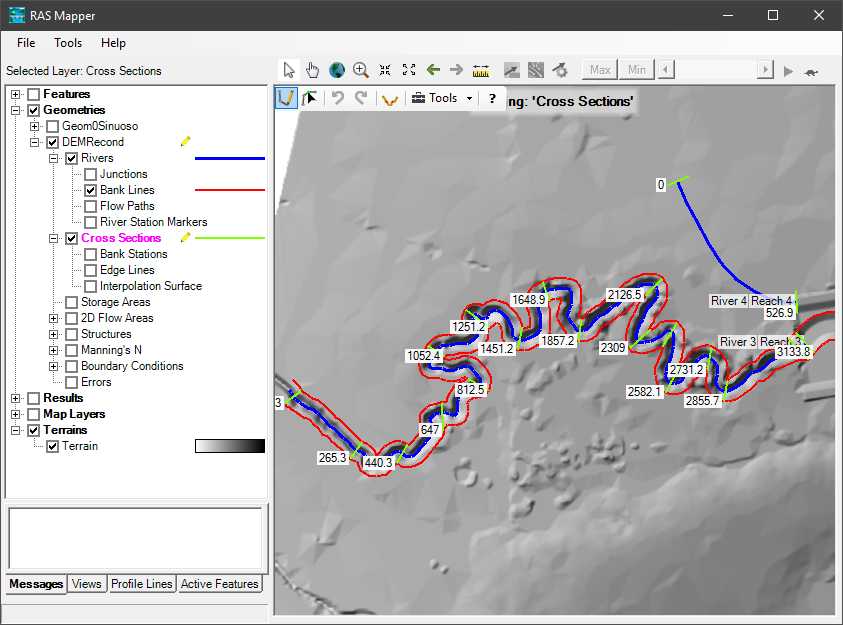 RAS Mapper
File Tools Help
Selected Layer: Cross Sections
Max Min
Features
Geometries
Geom0Sinuoso
DEMRecond
Rivers
Junctions
Bank Lines
Flow Paths
River Station Markers
Cross Sections
Bank Stations
Edge Lines
Interpolation Surface
Storage Areas
2D Flow Areas
Structures
Manning's N
Boundary Conditions
Errors
Results
Map Layers
Terrains
Terrain
Messages Views Profile Lines Active Features
Tools ? ng: 'Cross Sections'
0
River 4 Reach 4
526.9
River 3 Reach 3
3133.8
2126.5
1648.9
1251.2
1451.2
1857.2
2309
1052.4
2731.2
812.5
2582.1
2855.7
3
647
265.3
440.3